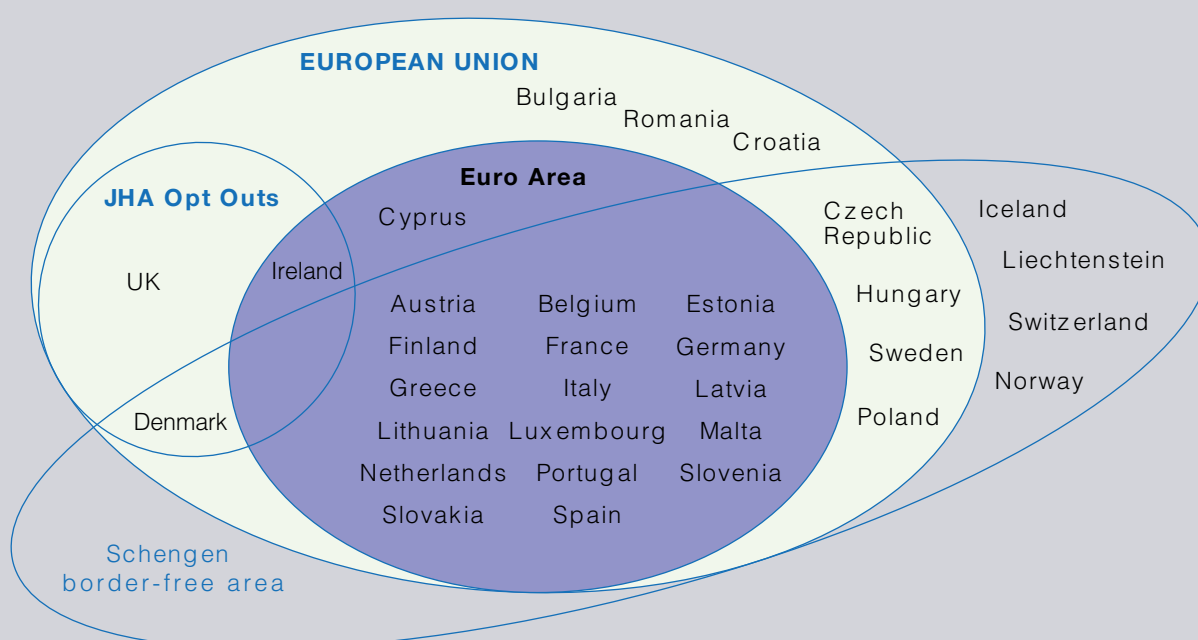 EUROPEAN UNION
Bulgaria
Romania
Croatia
JHA Opt Outs
Euro Area
Cyprus
Czech
Republic
Iceland
Ireland
UK
Liechtenstein
Hungary
Austria Belgium Estonia
Switzerland
Finland France Germany
Sweden
Norway
Greece Italy Latvia
Denmark
Poland
Lithuania Luxembourg Malta
Netherlands Portugal Slovenia
Slovakia Spain
Schengen
border-free area